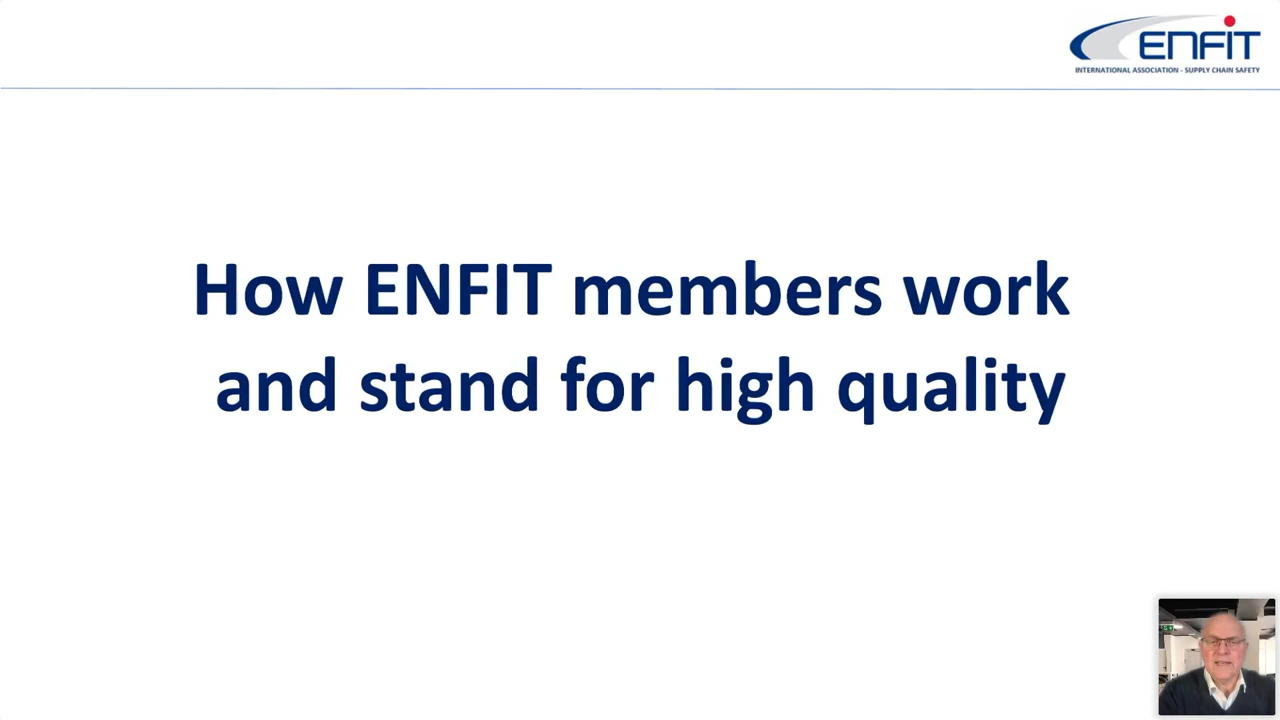 ENFIT
INTERNATIONAL ASSOCIATION - SUPPLY CHAIN SAFETY
How ENFIT members work
and stand for high quality